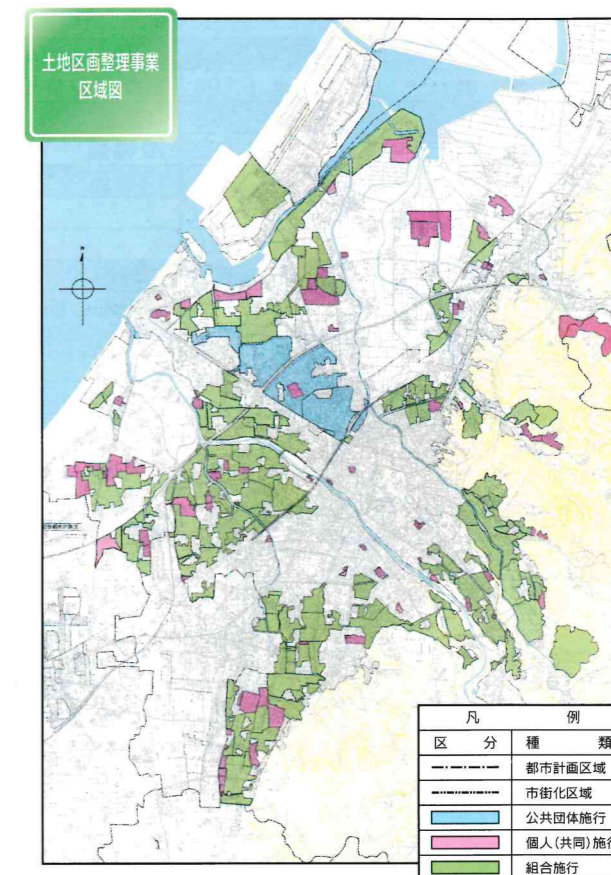 土地区画整理事業
区域図
凡 例
区 分 種 類
都市計画区域
市街化区域
公共団体施行
個人(共同)施行
組合施行